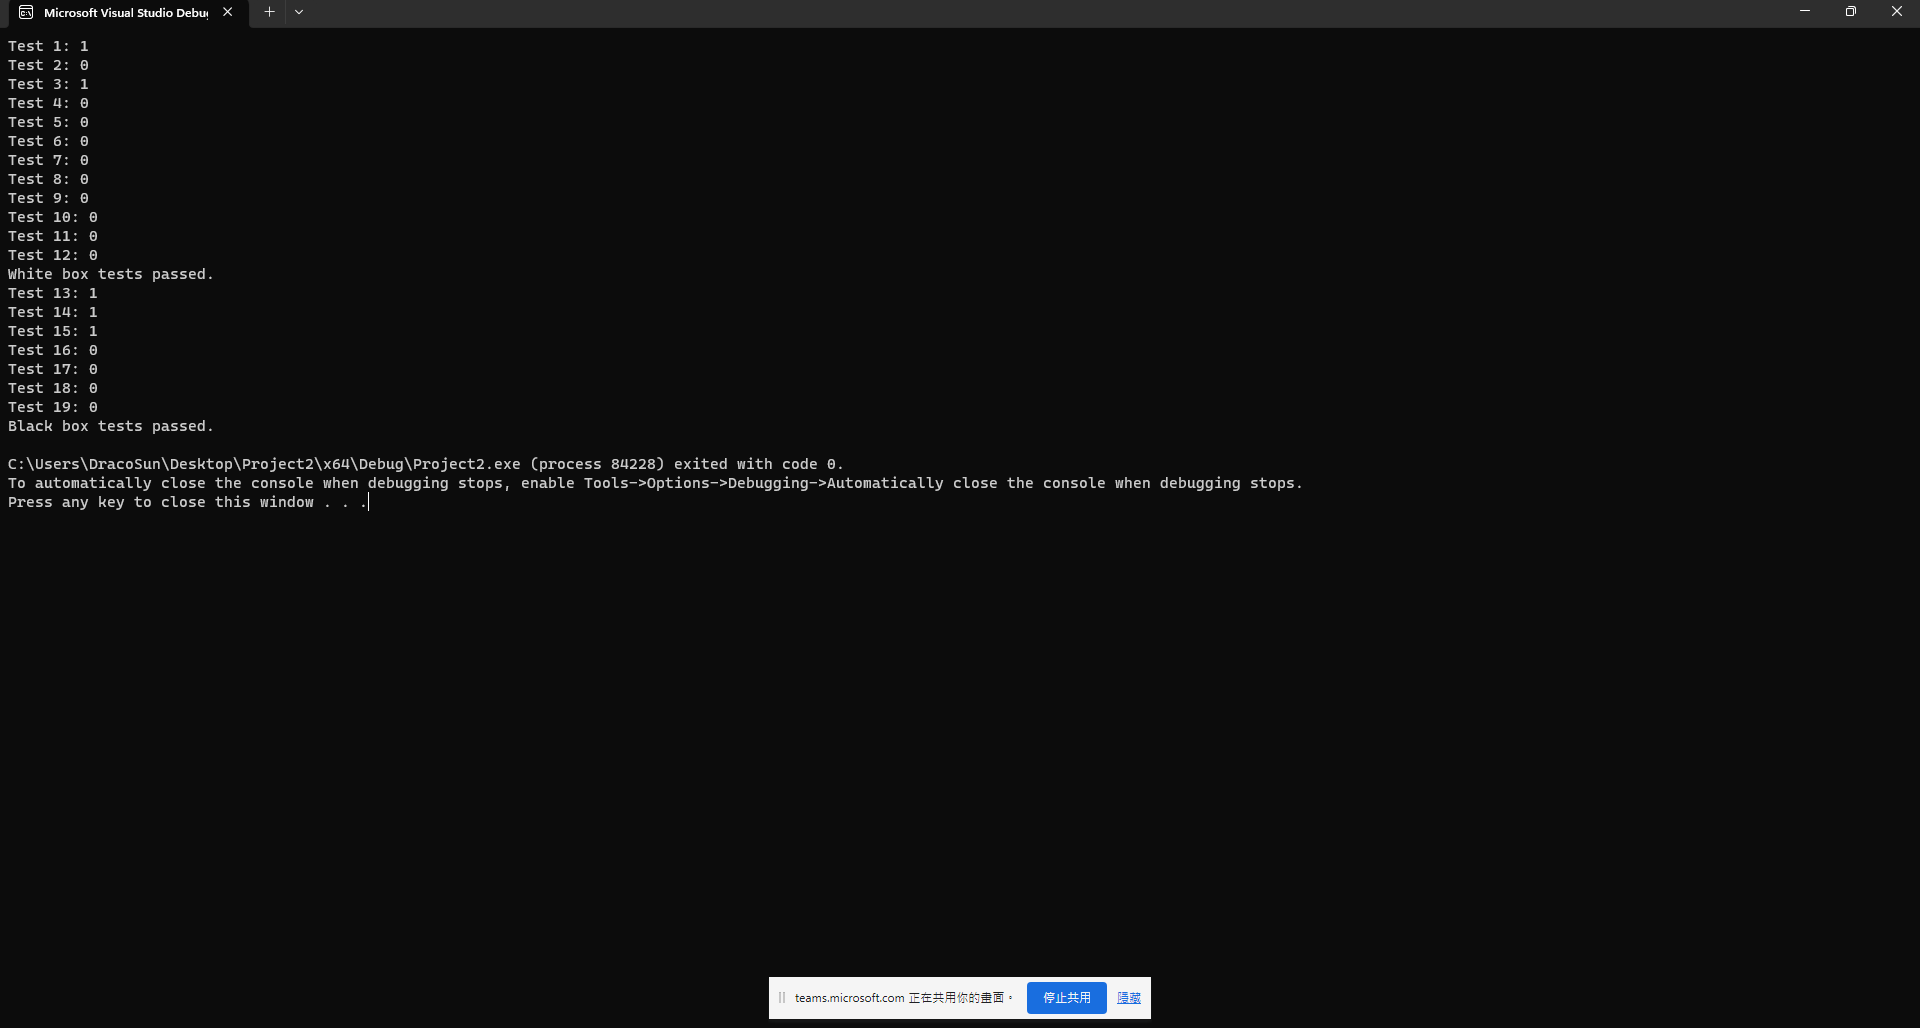 Microsoft Visual Studio Debug
Test 1: 1
Test 2: 0
Test 3: 1
Test 4: 0
Test 5: 0
Test 6: 0
Test 7: 0
Test 8: 0
Test 9: 0
Test 10: 0
Test 11: 0
Test 12: 0
White box tests passed.
Test 13: 1
Test 14: 1
Test 15: 1
Test 16: 0
Test 17: 0
Test 18: 0
Test 19: 0
Black box tests passed.
C:\Users\DracoSun\Desktop\Project2\x64\Debug\Project2.exe (process 84228) exited with code 0.
To automatically close the console when debugging stops, enable Tools->Options->Debugging->Automatically close the console when debugging stops.
Press any key to close this window . . .
teams.microsoft.com 正在共用你的畫面。 停止共用 隱藏